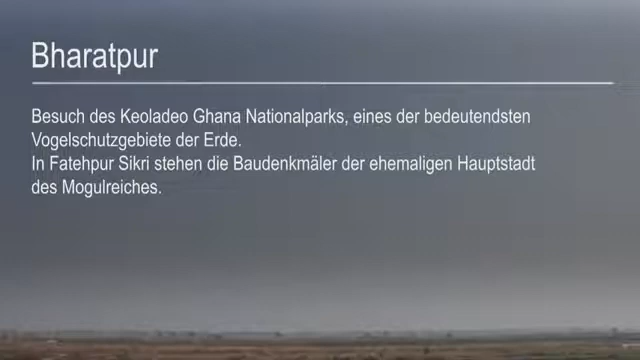 Bharatpur
Besuch des Keoladeo Ghana Nationalparks, eines der bedeutendsten
Vogelschutzgebiete der Erde.
In Fatehpur Sikri stehen die Baudenkmäler der ehemaligen Hauptstadt
des Mogulreiches.